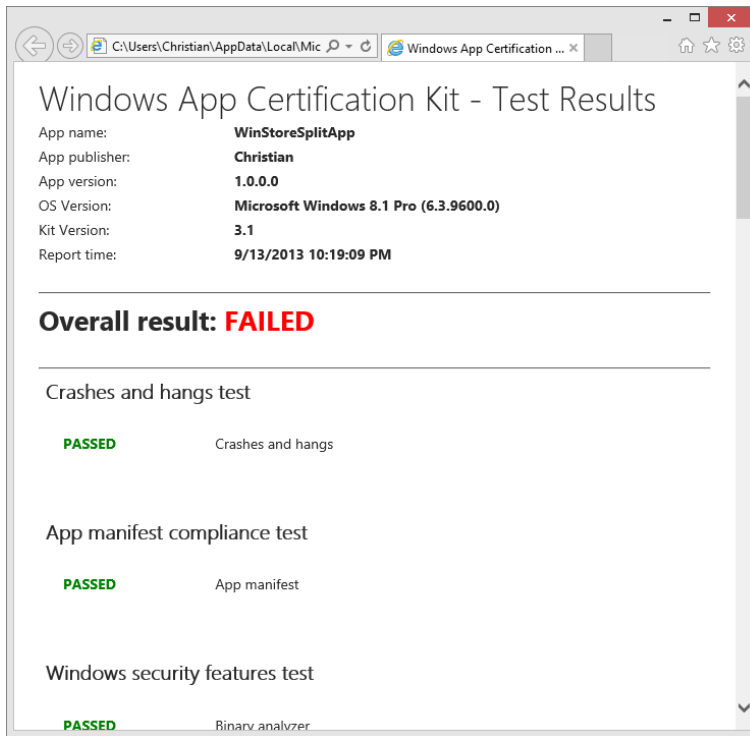 C:\Users\Christian\AppData\Local\Mic
Windows App Certification ...
Windows App Certification Kit - Test Results
App name: WinStoreSplitApp
App publisher: Christian
App version: 1.0.0.0
OS Version: Microsoft Windows 8.1 Pro (6.3.9600.0)
Kit Version: 3.1
Report time: 9/13/2013 10:19:09 PM
Overall result: FAILED
Crashes and hangs test
PASSED Crashes and hangs
App manifest compliance test
PASSED App manifest
Windows security features test
PASSED Binary analyzer